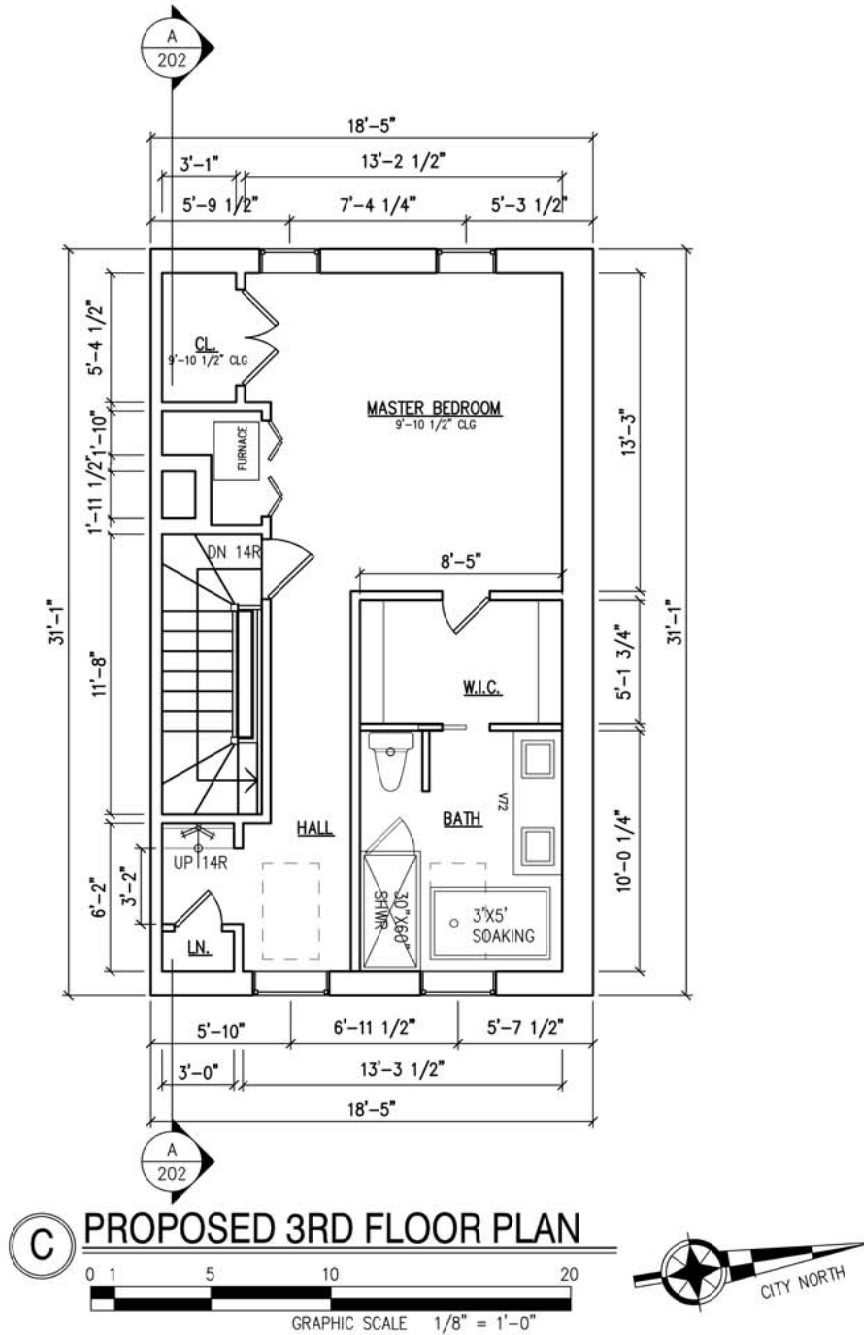 A
202
18'-5"
3'-1"
13'-2 1/2"
5'-9 1/2"
7'-4 1/4"
5'-3 1/2"
5'-4 1/2"
CL.
9'-10 1/2" CLG
MASTER BEDROOM
9'-10 1/2" CLG
1'-10"
FURNACE
13'-3"
1'-11 1/2"
DN 14R
8'-5"
31'-1"
31'-1"
11'-8"
5'-1 3/4"
W.I.C.
V72
BATH
HALL
10'-0 1/4"
UP 14R
6'-2"
3'-2"
30"X60"
SHWR
3'X5'
SOAKING
LN.
5'-10"
6'-11 1/2"
5'-7 1/2"
3'-0"
13'-3 1/2"
18'-5"
A
202
C PROPOSED 3RD FLOOR PLAN
0 1 5 10 20
GRAPHIC SCALE 1/8" = 1'-0"
CITY NORTH